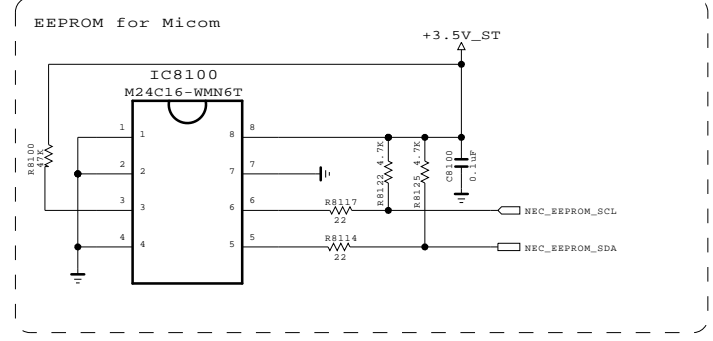 EEPROM for Micom
+3.5V_ST
IC8100
M24C16-WMN6T
R8100
47K
1 1
8 8
2 2
7 7
3 3
6 6
4 4
5 5
R8122 4.7K
R8125 4.7K
C8100
0.1uF
R8117
22
NEC_EEPROM_SCL
R8114
22
NEC_EEPROM_SDA